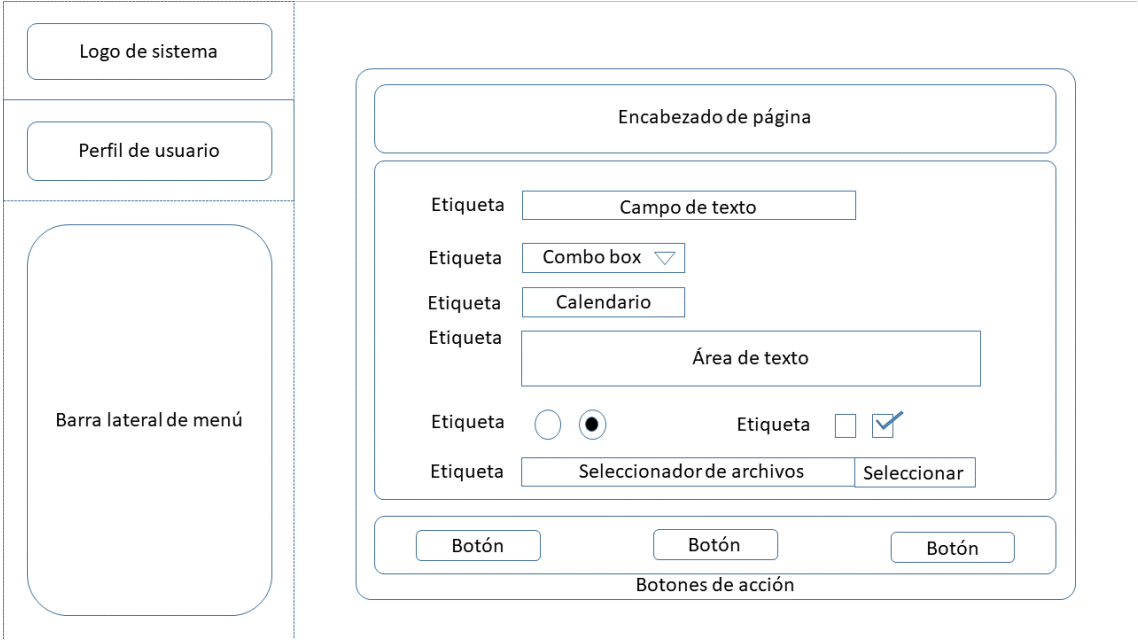 Logo de sistema
Perfil de usuario
Barra lateral de menú
Encabezado de página
Etiqueta Campo de texto
Etiqueta Combo box
Etiqueta Calendario
Etiqueta Área de texto
Etiqueta Etiqueta
Etiqueta Seleccionador de archivos Seleccionar
Botón Botón Botón
Botones de acción